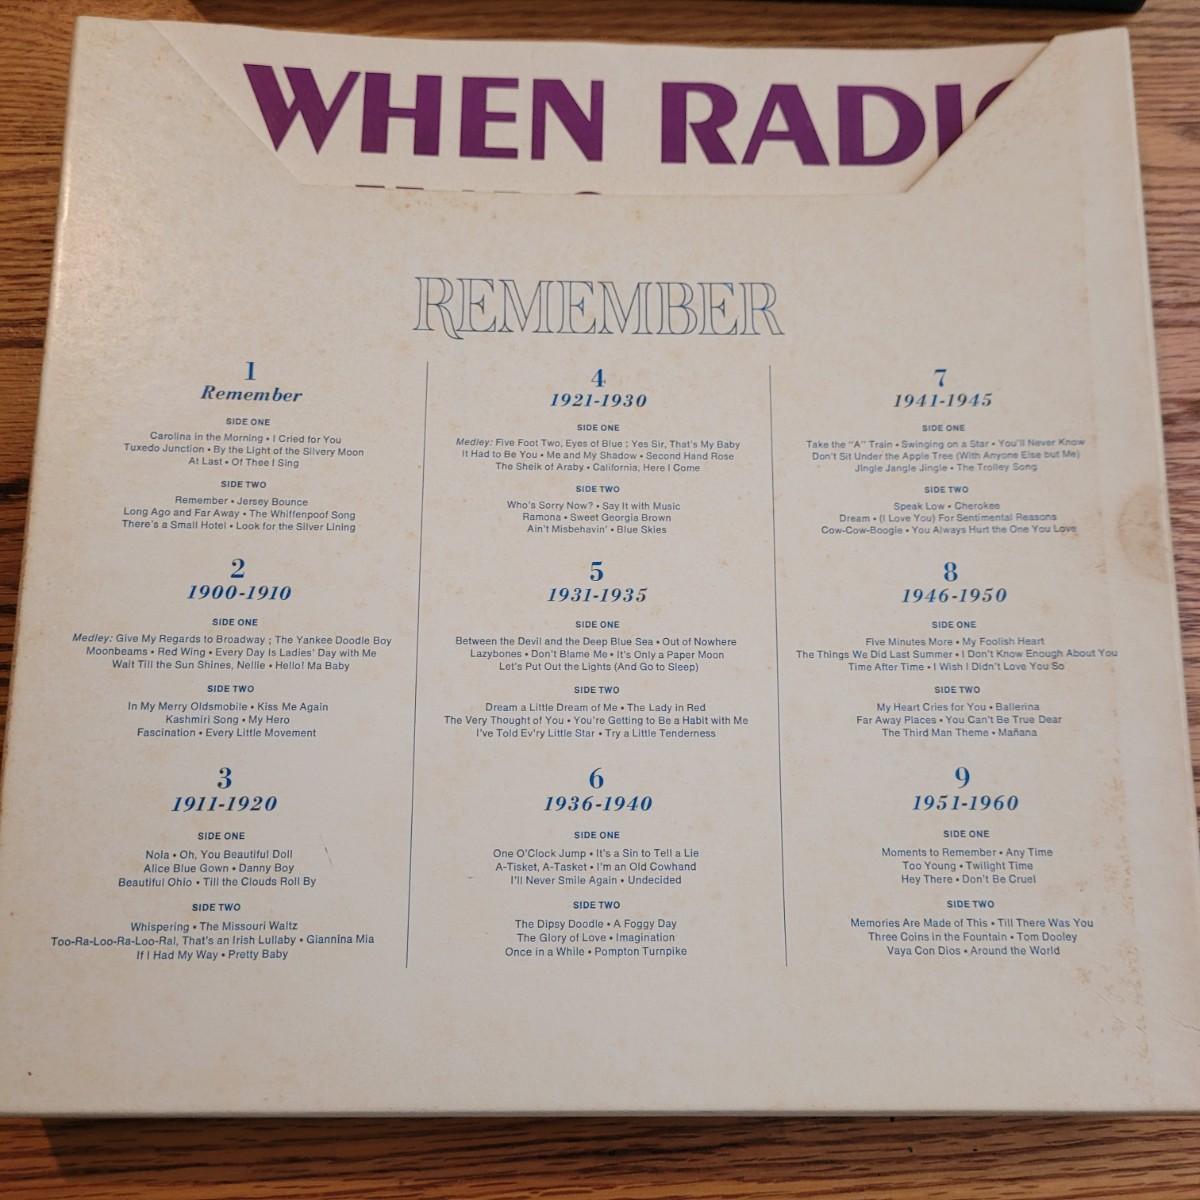 WHEN RADI
REMEMBER
1
Remember
SIDE ONE
Carolina in the Morning • I Cried for You
Tuxedo Junction • By the Light of the Silvery Moon
At Last • Of Thee I Sing
SIDE TWO
Remember • Jersey Bounce
Long Ago and Far Away • The Whiffenpoof Song
There's a Small Hotel • Look for the Silver Lining
2
1900-1910
SIDE ONE
Medley: Give My Regards to Broadway ; The Yankee Doodle Boy
Moonbeams • Red Wing • Every Day Is Ladies' Day with Me
Wait Till the Sun Shines, Nellie • Hello! Ma Baby
SIDE TWO
In My Merry Oldsmobile • Kiss Me Again
Kashmiri Song • My Hero
Fascination • Every Little Movement
3
1911-1920
SIDE ONE
Nola • Oh, You Beautiful Doll
Alice Blue Gown • Danny Boy
Beautiful Ohio • Till the Clouds Roll By
SIDE TWO
Whispering • The Missouri Waltz
Too-Ra-Loo-Ra-Loo-Ral, That's an Irish Lullaby • Giannina Mia
If I Had My Way • Pretty Baby
4
1921-1930
SIDE ONE
Medley: Five Foot Two, Eyes of Blue ; Yes Sir, That's My Baby
It Had to Be You • Me and My Shadow • Second Hand Rose
The Sheik of Araby • California, Here I Come
SIDE TWO
Who's Sorry Now? • Say It with Music
Ramona • Sweet Georgia Brown
Ain't Misbehavin' • Blue Skies
5
1931-1935
SIDE ONE
Between the Devil and the Deep Blue Sea • Out of Nowhere
Lazybones • Don't Blame Me • It's Only a Paper Moon
Let's Put Out the Lights (And Go to Sleep)
SIDE TWO
Dream a Little Dream of Me • The Lady in Red
The Very Thought of You • You're Getting to Be a Habit with Me
I've Told Ev'ry Little Star • Try a Little Tenderness
6
1936-1940
SIDE ONE
One O'Clock Jump • It's a Sin to Tell a Lie
A-Tisket, A-Tasket • I'm an Old Cowhand
I'll Never Smile Again • Undecided
SIDE TWO
The Dipsy Doodle • A Foggy Day
The Glory of Love • Imagination
Once in a While • Pompton Turnpike
7
1941-1945
SIDE ONE
Take the "A" Train • Swinging on a Star • You'll Never Know
Don't Sit Under the Apple Tree (With Anyone Else but Me)
Jingle Jangle Jingle • The Trolley Song
SIDE TWO
Speak Low • Cherokee
Dream • (I Love You) For Sentimental Reasons
Cow-Cow-Boogie • You Always Hurt the One You Love
8
1946-1950
SIDE ONE
Five Minutes More • My Foolish Heart
The Things We Did Last Summer • I Don't Know Enough About You
Time After Time • I Wish I Didn't Love You So
SIDE TWO
My Heart Cries for You • Ballerina
Far Away Places • You Can't Be True Dear
The Third Man Theme • Mañana
9
1951-1960
SIDE ONE
Moments to Remember • Any Time
Too Young • Twilight Time
Hey There • Don't Be Cruel
SIDE TWO
Memories Are Made of This • Till There Was You
Three Coins in the Fountain • Tom Dooley
Vaya Con Dios • Around the World